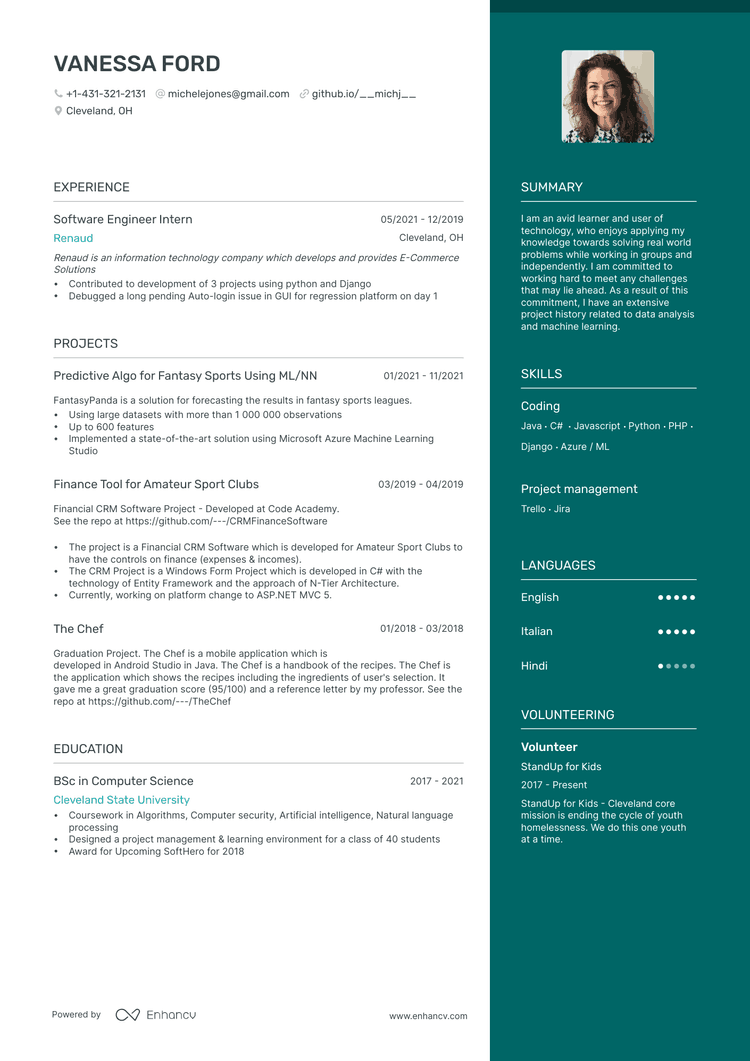 VANESSA FORD
+1-431-321-2131 michelejones@gmail.com github.io/__michj__
Cleveland, OH
EXPERIENCE
Software Engineer Intern 05/2021 - 12/2019
Renaud Cleveland, OH
Renaud is an information technology company which develops and provides E-Commerce
Solutions
• Contributed to development of 3 projects using python and Django
• Debugged a long pending Auto-login issue in GUI for regression platform on day 1
PROJECTS
Predictive Algo for Fantasy Sports Using ML/NN 01/2021 - 11/2021
FantasyPanda is a solution for forecasting the results in fantasy sports leagues.
• Using large datasets with more than 1 000 000 observations
• Up to 600 features
• Implemented a state-of-the-art solution using Microsoft Azure Machine Learning
Studio
Finance Tool for Amateur Sport Clubs 03/2019 - 04/2019
Financial CRM Software Project - Developed at Code Academy.
See the repo at https://github.com/---/CRMFinanceSoftware
• The project is a Financial CRM Software which is developed for Amateur Sport Clubs to
have the controls on finance (expenses & incomes).
• The CRM Project is a Windows Form Project which is developed in C# with the
technology of Entity Framework and the approach of N-Tier Architecture.
• Currently, working on platform change to ASP.NET MVC 5.
The Chef 01/2018 - 03/2018
Graduation Project. The Chef is a mobile application which is
developed in Android Studio in Java. The Chef is a handbook of the recipes. The Chef is
the application which shows the recipes including the ingredients of user's selection. It
gave me a great graduation score (95/100) and a reference letter by my professor. See the
repo at https://github.com/---/TheChef
EDUCATION
BSc in Computer Science 2017 - 2021
Cleveland State University
• Coursework in Algorithms, Computer security, Artificial intelligence, Natural language
processing
• Designed a project management & learning environment for a class of 40 students
• Award for Upcoming SoftHero for 2018
Powered by Enhancv www.enhancv.com
SUMMARY
I am an avid learner and user of
technology, who enjoys applying my
knowledge towards solving real world
problems while working in groups and
independently. I am committed to
working hard to meet any challenges
that may lie ahead. As a result of this
commitment, I have an extensive
project history related to data analysis
and machine learning.
SKILLS
Coding
Java • C# • Javascript • Python • PHP •
Django • Azure / ML
Project management
Trello • Jira
LANGUAGES
English
Italian
Hindi
VOLUNTEERING
Volunteer
StandUp for Kids
2017 - Present
StandUp for Kids - Cleveland core
mission is ending the cycle of youth
homelessness. We do this one youth
at a time.